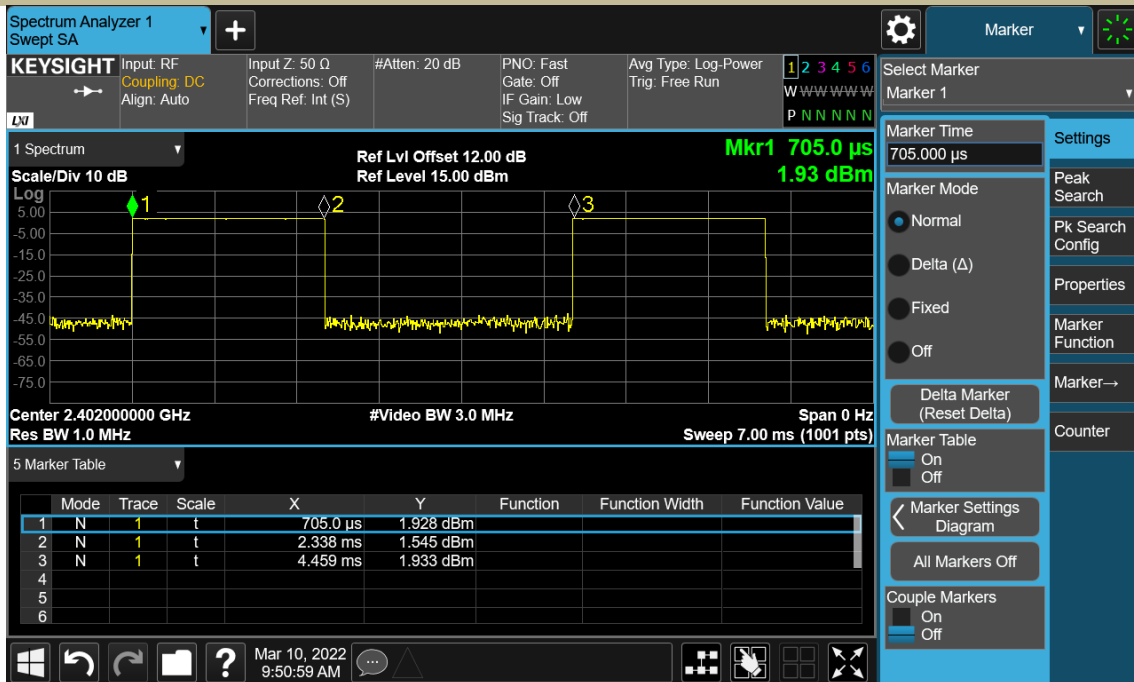 Spectrum Analyzer 1
Swept SA
Marker
KEYSIGHT
LXI
Input: RF
Coupling: DC
Align: Auto
Input Z: 50 Ω
Corrections: Off
Freq Ref: Int (S)
#Atten: 20 dB
PNO: Fast
Gate: Off
IF Gain: Low
Sig Track: Off
Avg Type: Log-Power
Trig: Free Run
1 2 3 4 5 6
W W W W W W
P N N N N N
1 Spectrum
Scale/Div 10 dB
Ref Lvl Offset 12.00 dB
Ref Level 15.00 dBm
Mkr1 705.0 µs
1.93 dBm
Log
5.00
-5.00
-15.0
-25.0
-35.0
-45.0
-55.0
-65.0
-75.0
1
2
3
Center 2.402000000 GHz
#Video BW 3.0 MHz
Span 0 Hz
Res BW 1.0 MHz
Sweep 7.00 ms (1001 pts)
5 Marker Table
Mode Trace Scale X Y Function Function Width Function Value
1 N 1 t 705.0 µs 1.928 dBm
2 N 1 t 2.338 ms 1.545 dBm
3 N 1 t 4.459 ms 1.933 dBm
4
5
6
?
Mar 10, 2022
9:50:59 AM
Select Marker
Marker 1
Marker Time
705.000 µs
Marker Mode
Normal
Delta (Δ)
Fixed
Off
Delta Marker
(Reset Delta)
Marker Table
On
Off
Marker Settings
Diagram
All Markers Off
Couple Markers
On
Off
Settings
Peak
Search
Pk Search
Config
Properties
Marker
Function
Marker→
Counter